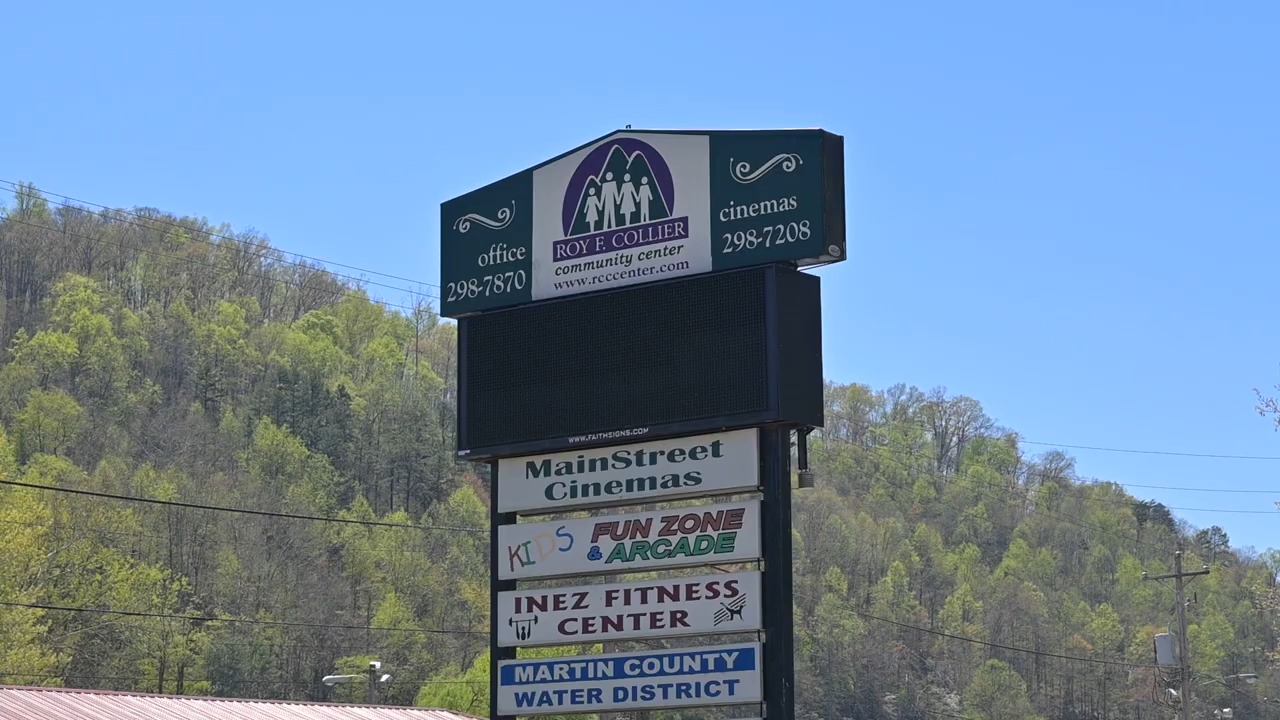 office
298-7870
ROY F. COLLIER
community center
www.rcccenter.com
cinemas
298-7208
WWW.FAITHSIGNS.COM
MainStreet
Cinemas
KIDS
FUN ZONE
& ARCADE
INEZ FITNESS
CENTER
MARTIN COUNTY
WATER DISTRICT